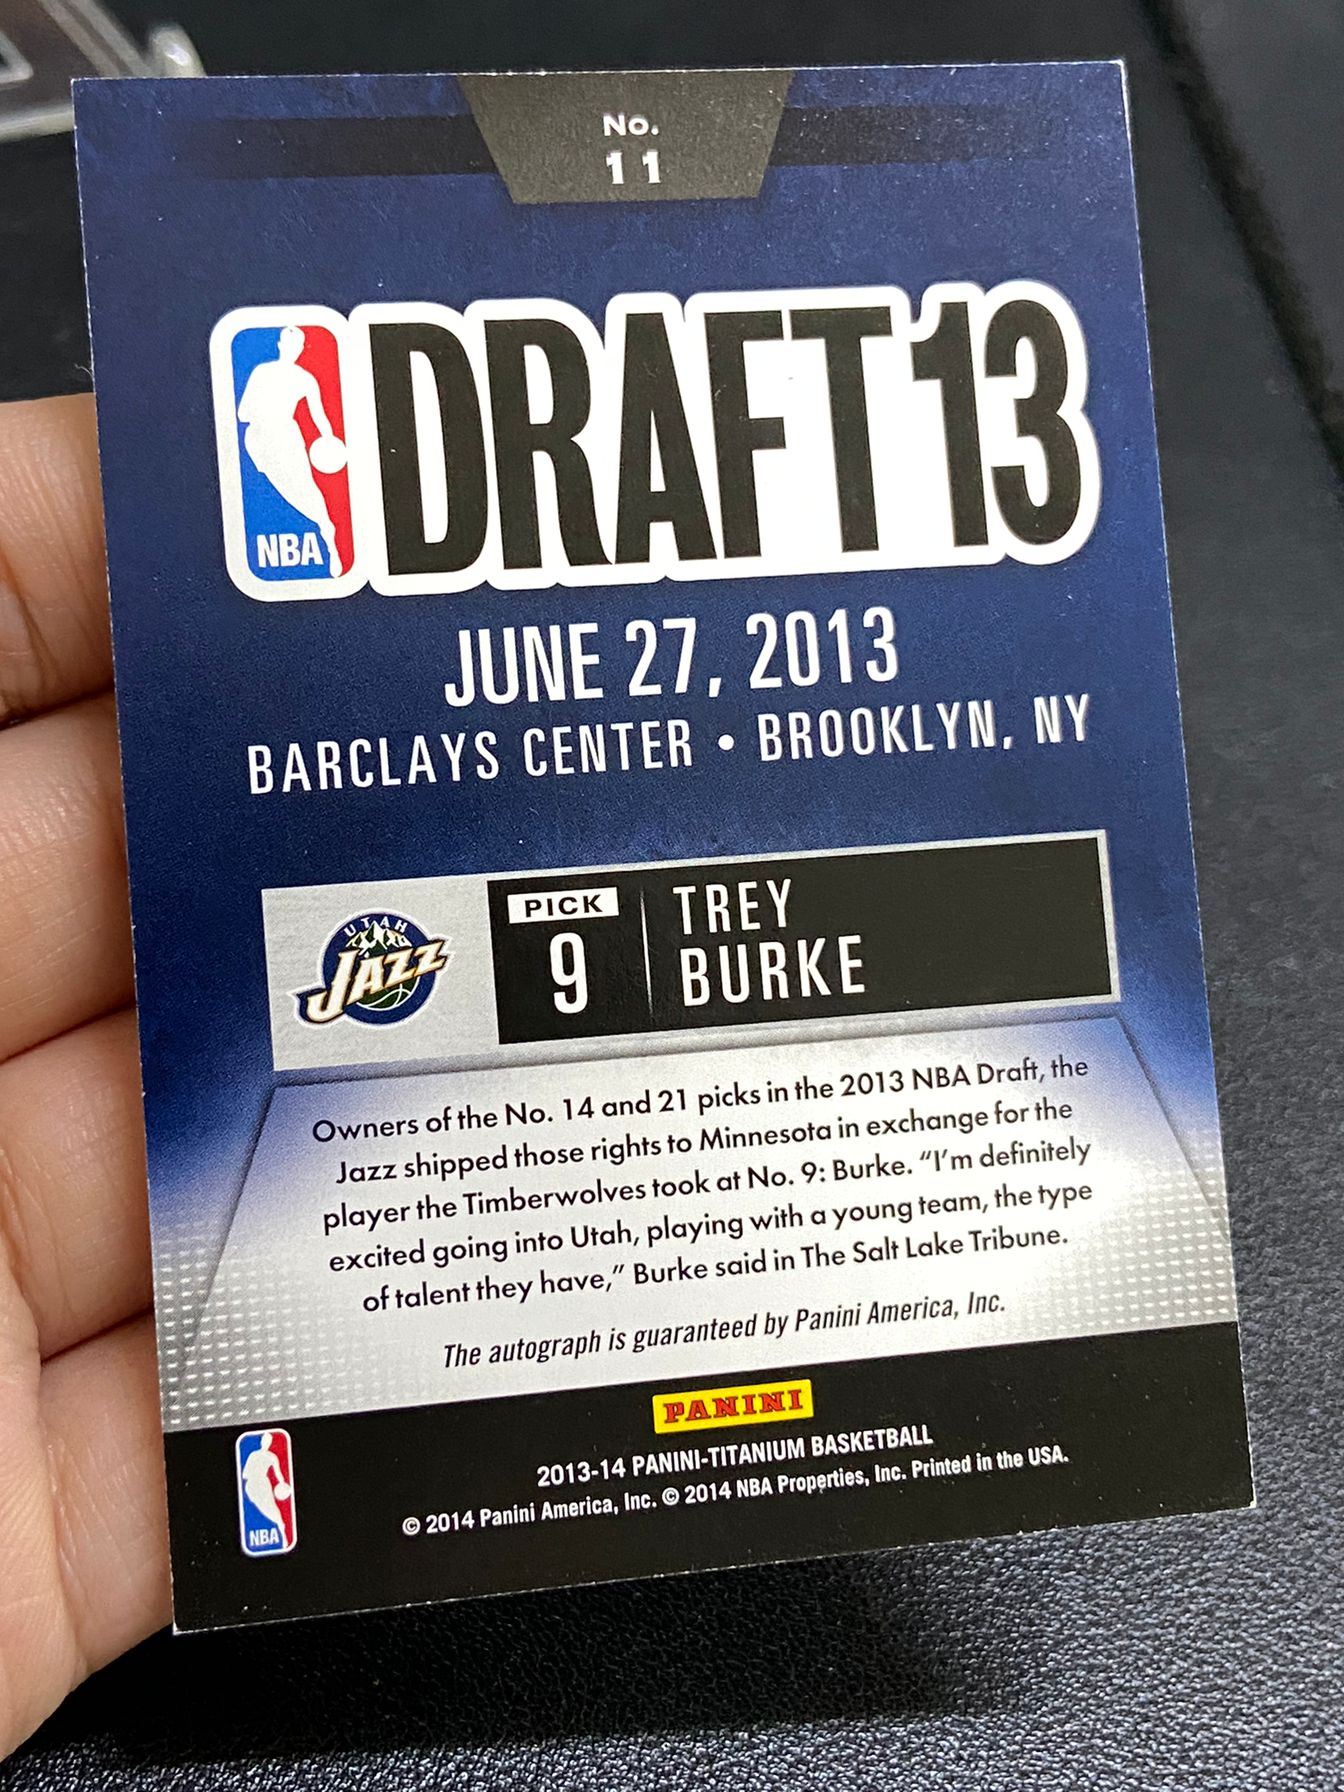 No.
11
NBA
DRAFT 13
JUNE 27, 2013
BARCLAYS CENTER • BROOKLYN, NY
UTAH
JAZZ
PICK
9
TREY
BURKE
Owners of the No. 14 and 21 picks in the 2013 NBA Draft, the
Jazz shipped those rights to Minnesota in exchange for the
player the Timberwolves took at No. 9: Burke. “I’m definitely
excited going into Utah, playing with a young team, the type
of talent they have,” Burke said in The Salt Lake Tribune.
The autograph is guaranteed by Panini America, Inc.
PANINI
2013-14 PANINI-TITANIUM BASKETBALL
© 2014 Panini America, Inc. © 2014 NBA Properties, Inc. Printed in the USA.
NBA